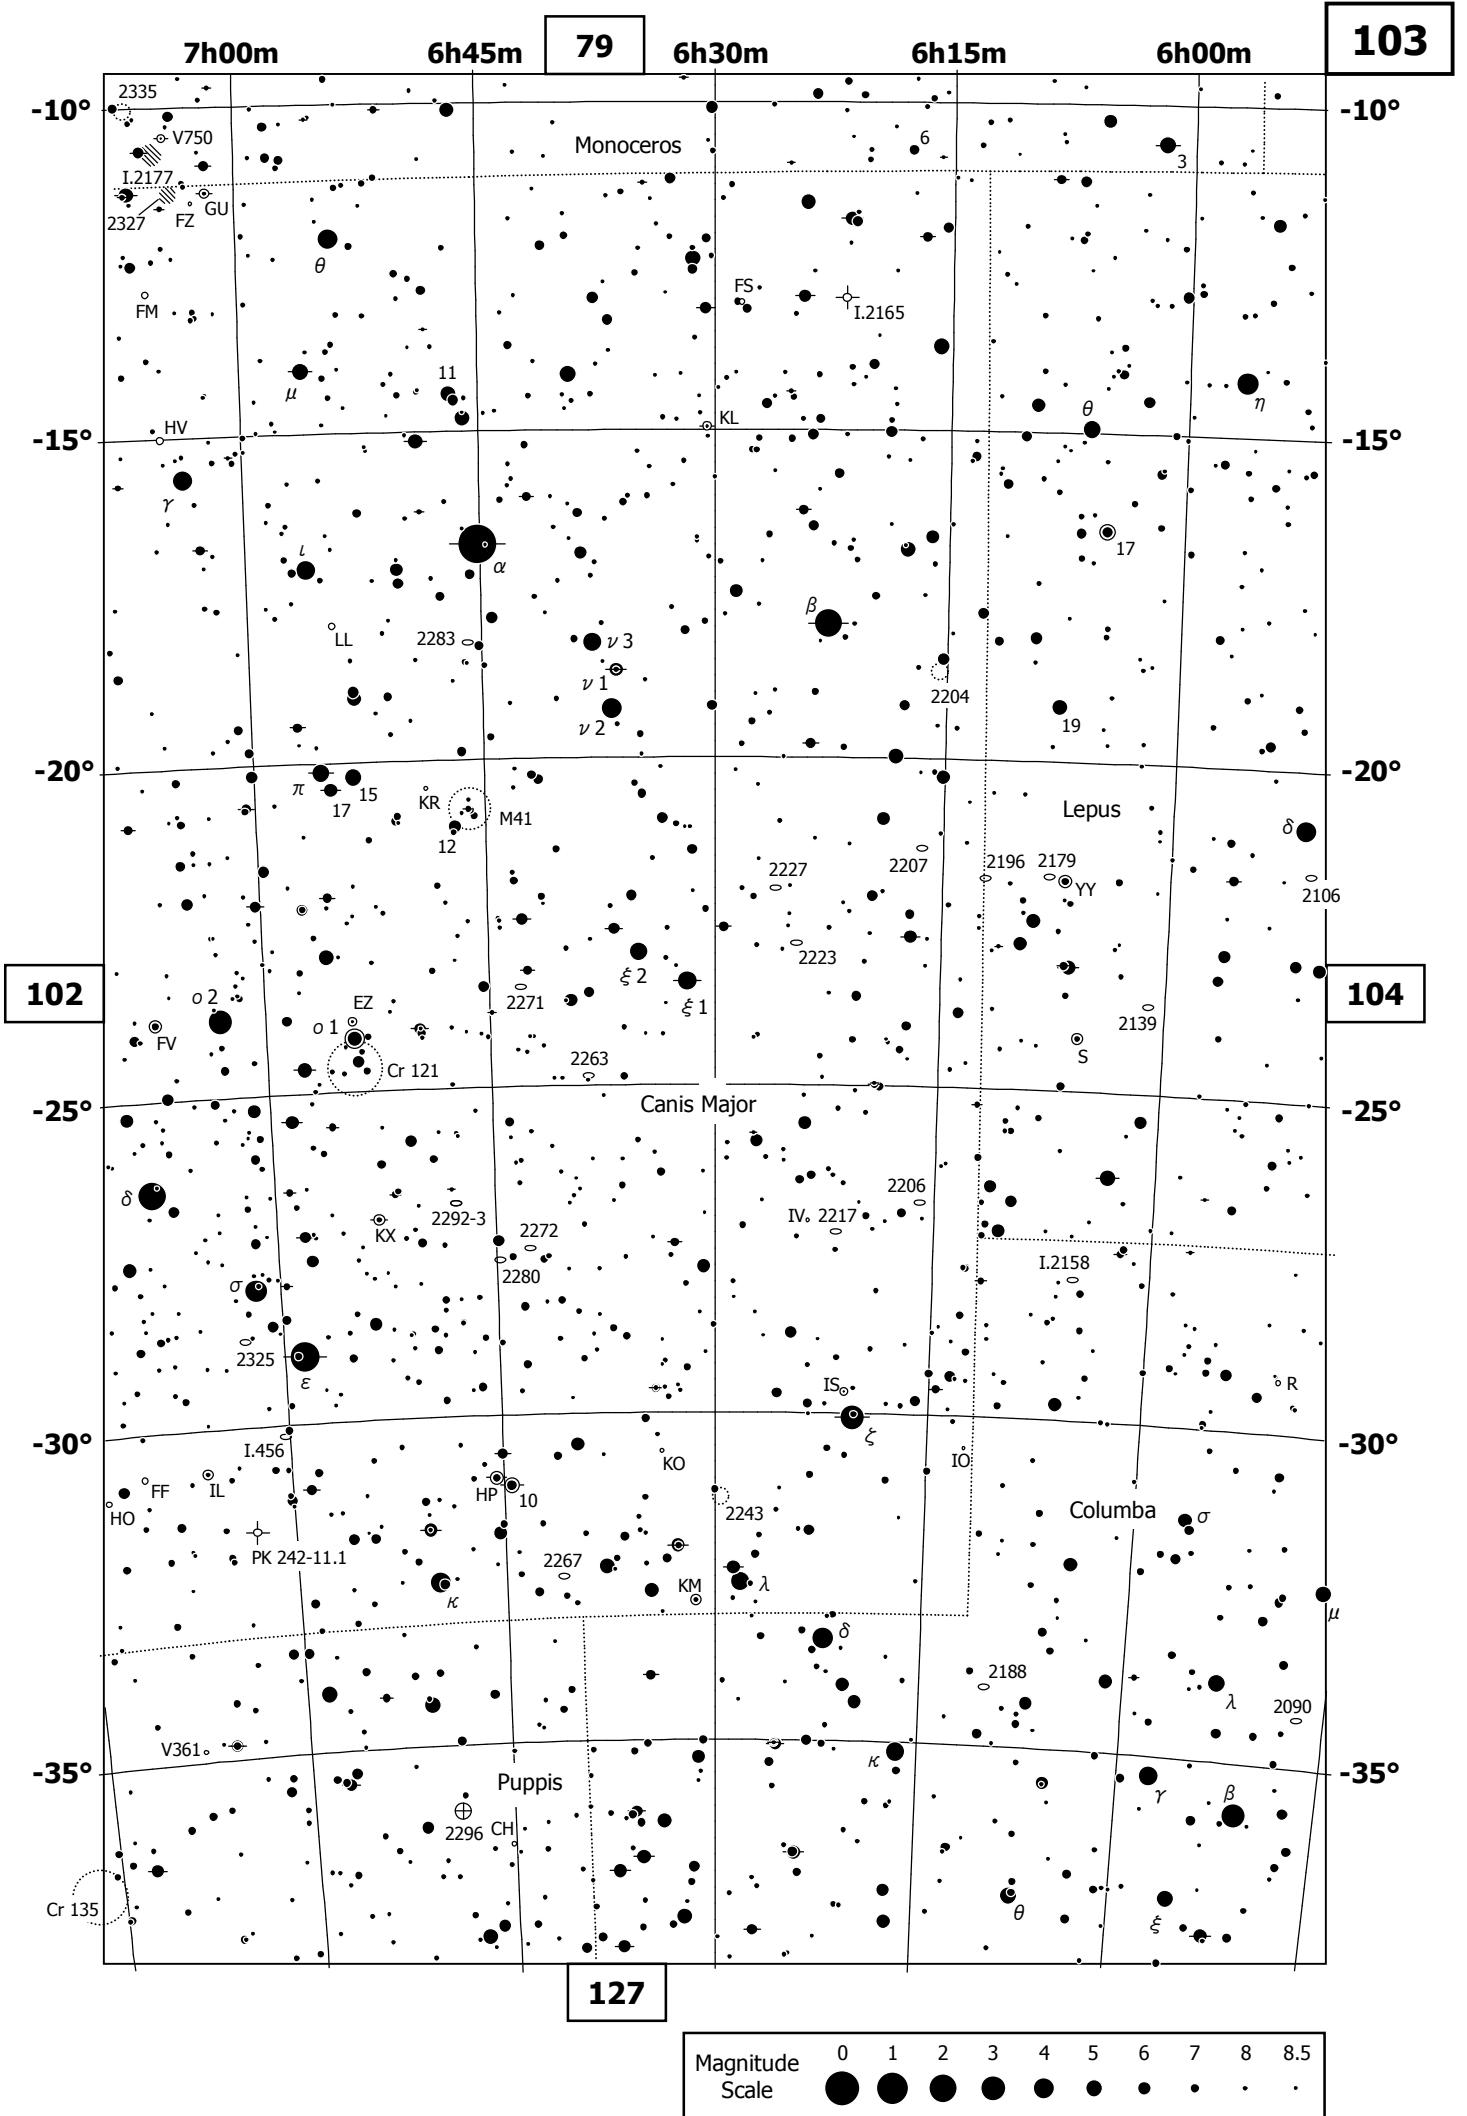 103
79
7h00m 6h45m 6h30m 6h15m 6h00m
-10° -10°
2335
V750
Monoceros
6
3
I.2177
2327 FZ GU
θ
FM
FS
I.2165
μ
11
η
θ
HV
KL
-15° -15°
γ
ι
α
17
β
LL
2283
ν 3
ν 1
ν 2
2204
19
-20° -20°
π
17
15
KR
M41
12
Lepus
δ
2227
2207
2196
2179
YY
2106
ξ 2
2223
102
104
ο 2
EZ
2271
ξ 1
ο 1
FV
2139
S
Cr 121
2263
-25° -25°
Canis Major
δ
2206
2292-3
KX
2272
IV 2217
2280
I.2158
σ
2325
ε
IS
R
ζ
-30° -30°
I.456
KO
IO
FF
IL
HP
10
HO
2243
Columba
σ
PK 242-11.1
2267
KM
λ
κ
μ
δ
2188
λ
2090
V361
-35° -35°
κ
Puppis
γ
β
2296
CH
Cr 135
θ
ξ
127
Magnitude
Scale
0 1 2 3 4 5 6 7 8 8.5